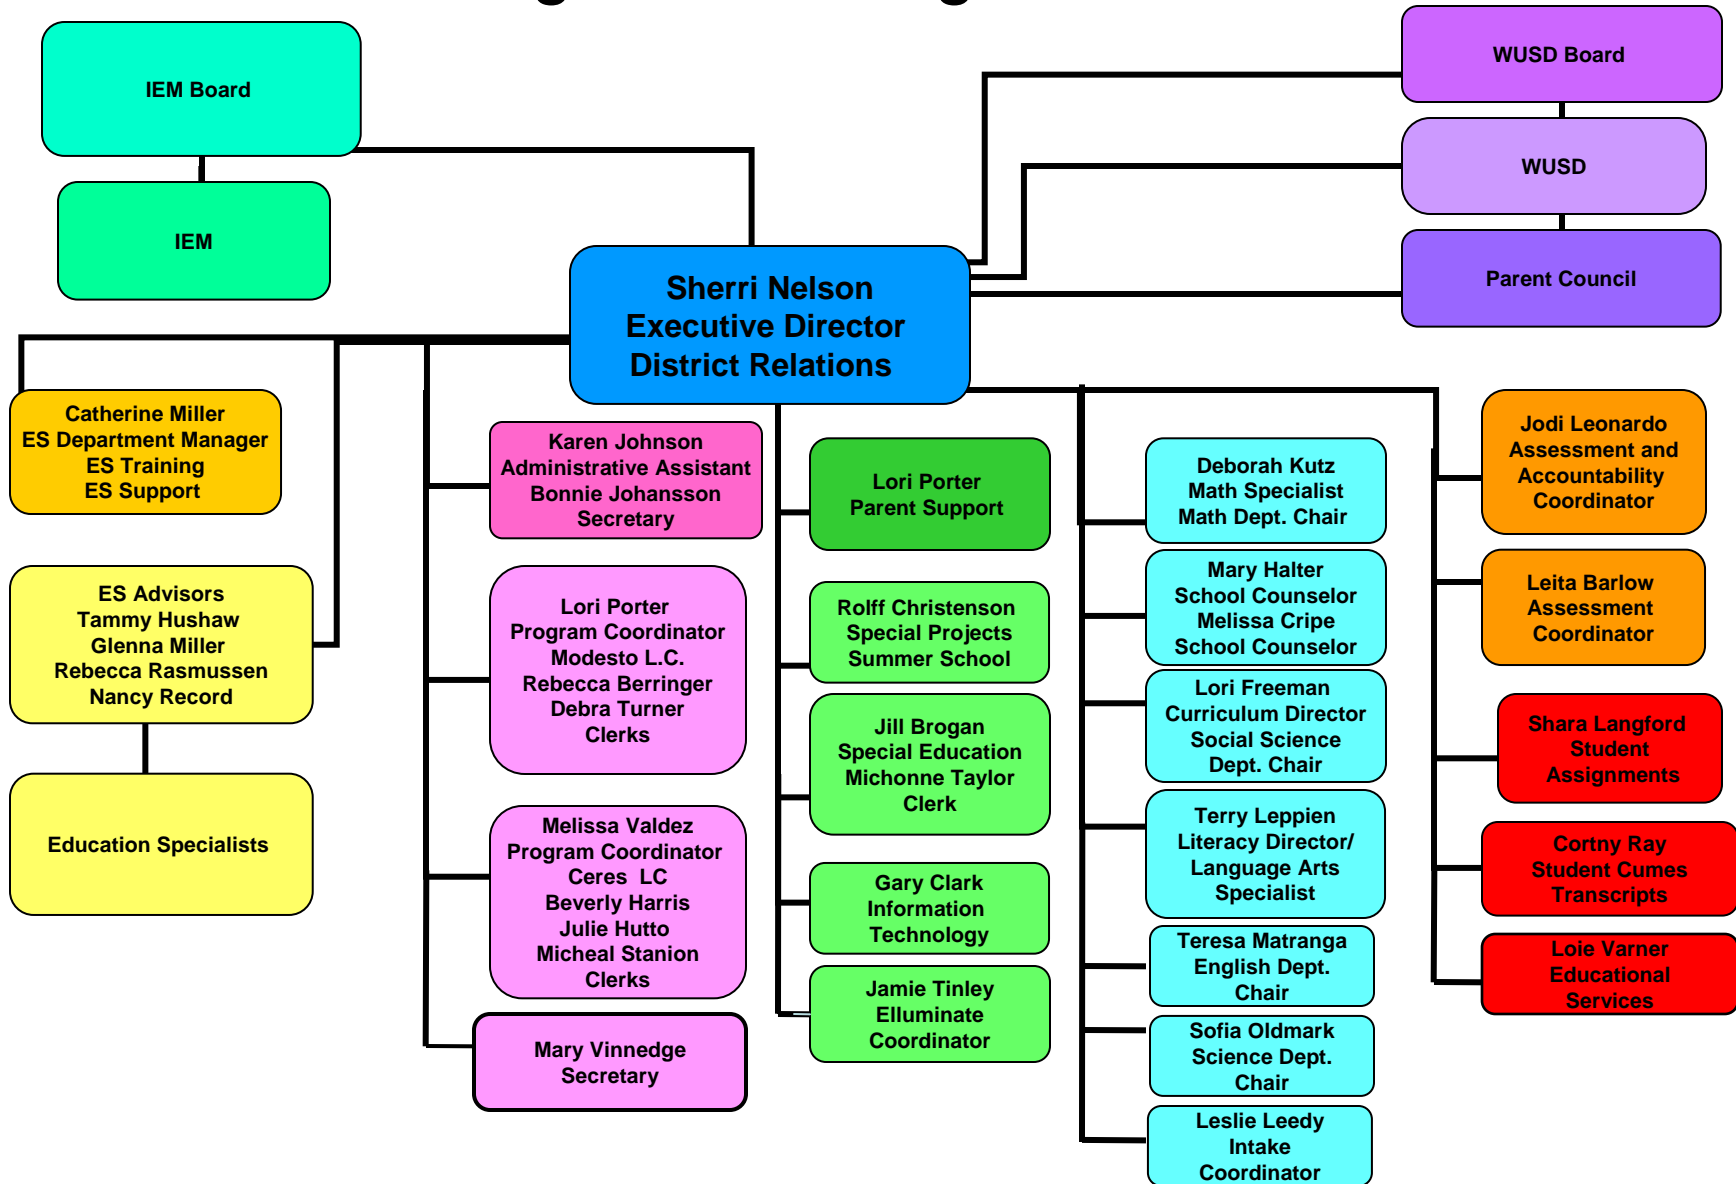 IEM Board
IEM
WUSD Board
WUSD
Parent Council
Sherri Nelson
Executive Director
District Relations
Catherine Miller
ES Department Manager
ES Training
ES Support
ES Advisors
Tammy Hushaw
Glenna Miller
Rebecca Rasmussen
Nancy Record
Education Specialists
Karen Johnson
Administrative Assistant
Bonnie Johansson
Secretary
Lori Porter
Program Coordinator
Modesto L.C.
Rebecca Berringer
Debra Turner
Clerks
Melissa Valdez
Program Coordinator
Ceres LC
Beverly Harris
Julie Hutto
Micheal Stanion
Clerks
Mary Vinnedge
Secretary
Lori Porter
Parent Support
Rolff Christenson
Special Projects
Summer School
Jill Brogan
Special Education
Michonne Taylor
Clerk
Gary Clark
Information
Technology
Jamie Tinley
Elluminate
Coordinator
Deborah Kutz
Math Specialist
Math Dept. Chair
Mary Halter
School Counselor
Melissa Cripe
School Counselor
Lori Freeman
Curriculum Director
Social Science
Dept. Chair
Terry Leppien
Literacy Director/
Language Arts
Specialist
Teresa Matranga
English Dept.
Chair
Sofia Oldmark
Science Dept.
Chair
Leslie Leedy
Intake
Coordinator
Jodi Leonardo
Assessment and
Accountability
Coordinator
Leita Barlow
Assessment
Coordinator
Shara Langford
Student
Assignments
Cortny Ray
Student Cumes
Transcripts
Loie Varner
Educational
Services